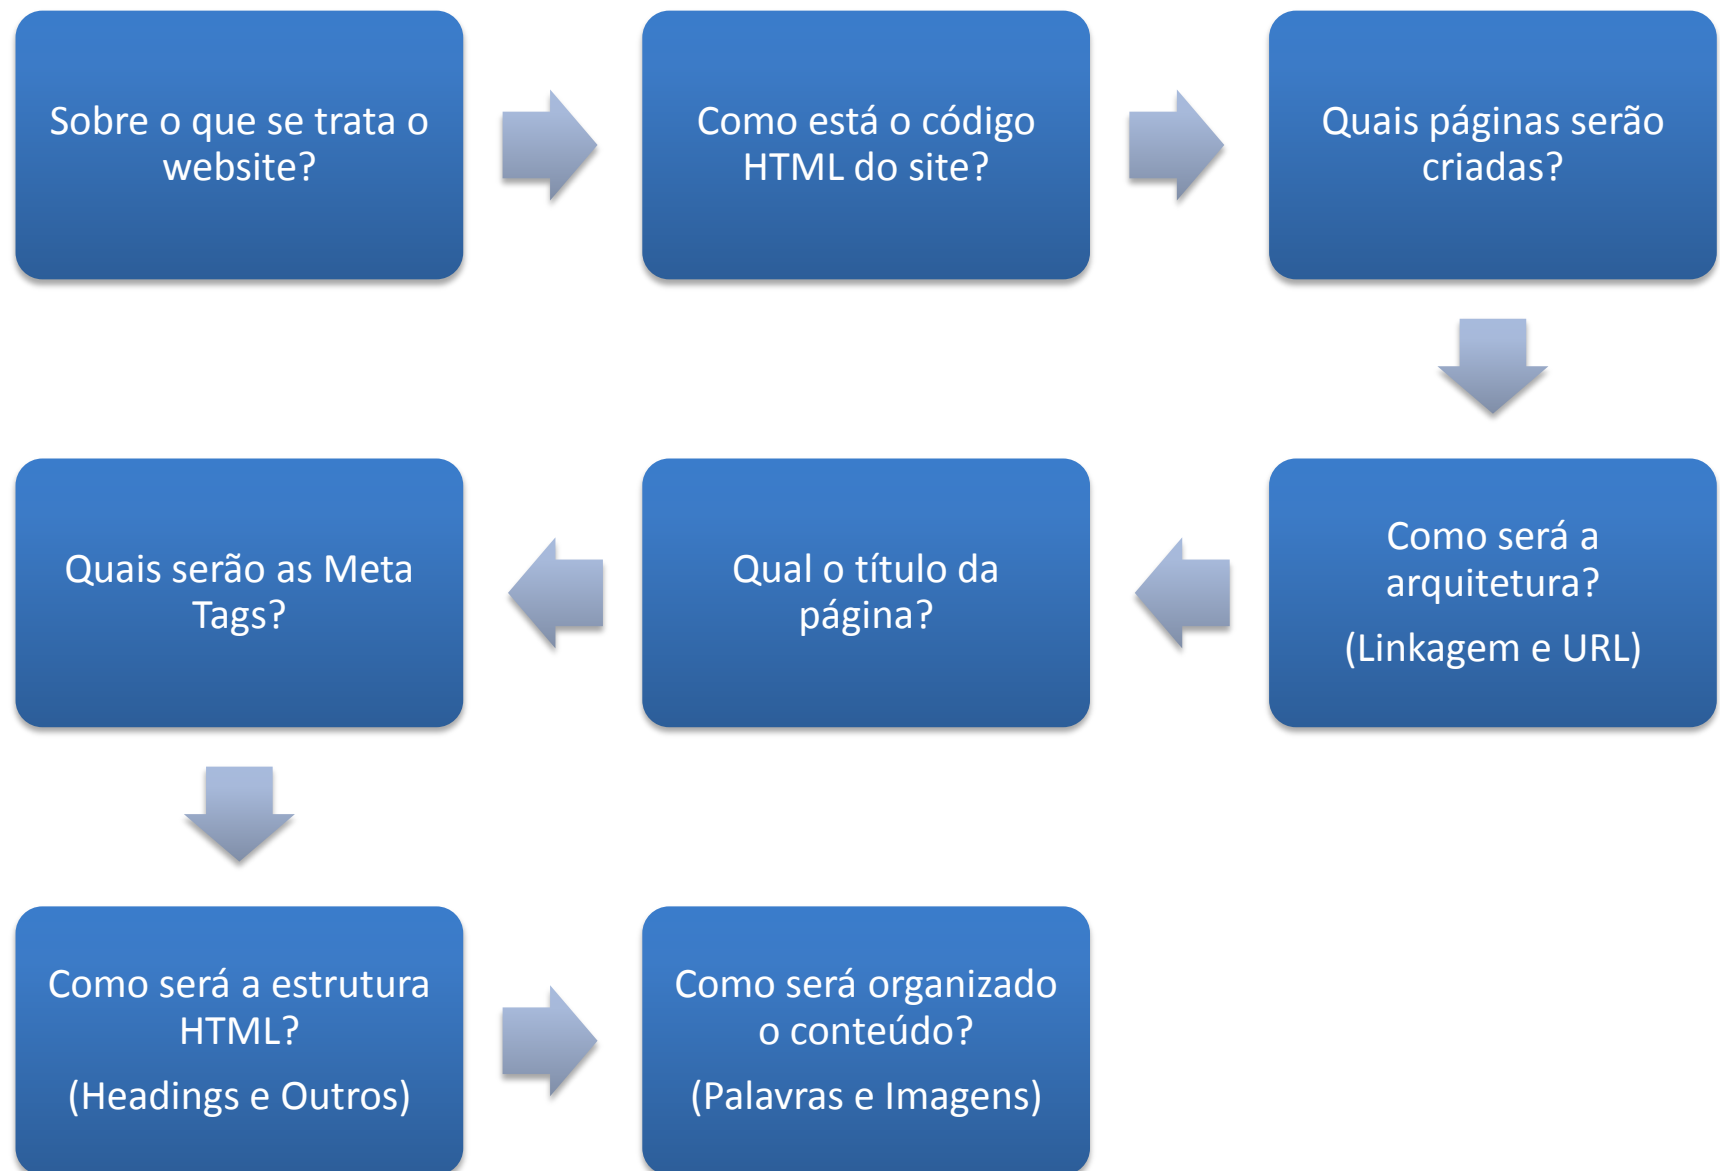 Sobre o que se trata o
website?
Como está o código
HTML do site?
Quais páginas serão
criadas?
Como será a
arquitetura?
(Linkagem e URL)
Qual o título da
página?
Quais serão as Meta
Tags?
Como será a estrutura
HTML?
(Headings e Outros)
Como será organizado
o conteúdo?
(Palavras e Imagens)